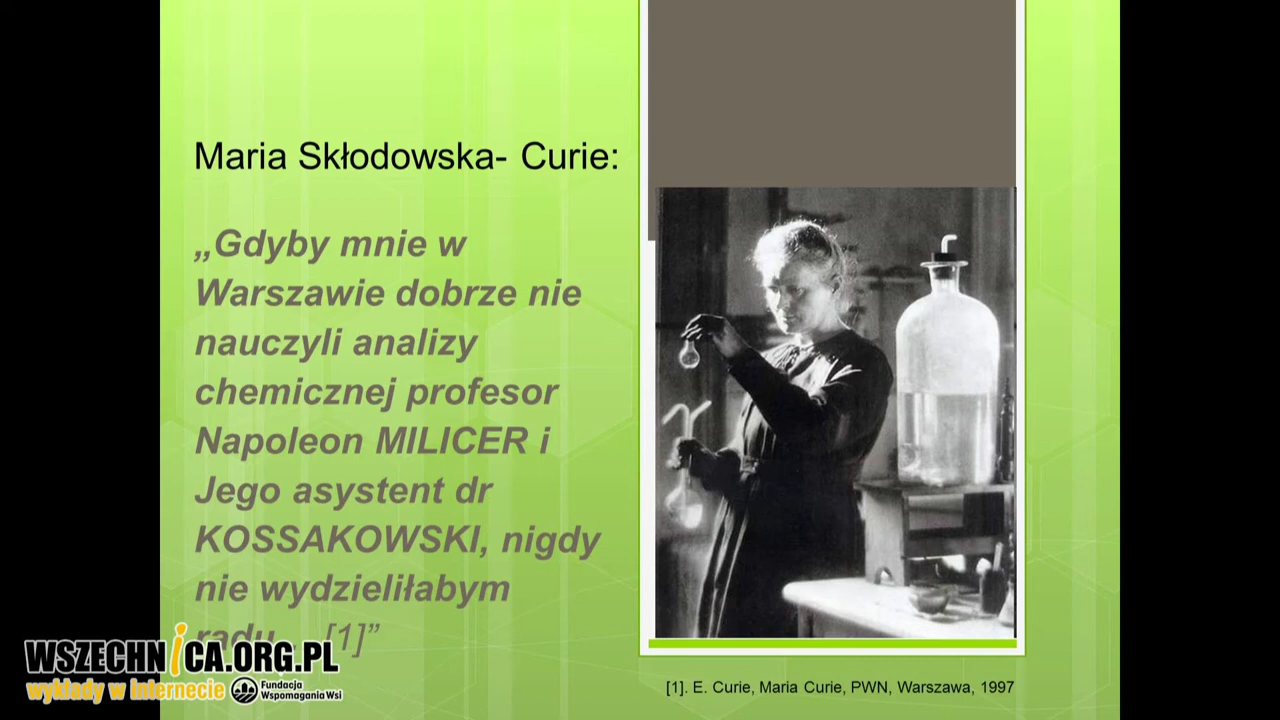 Maria Skłodowska- Curie:
„Gdyby mnie w
Warszawie dobrze nie
nauczyli analizy
chemicznej profesor
Napoleon MILICER i
Jego asystent dr
KOSSAKOWSKI, nigdy
nie wydzieliłabym
radu [1]”
[1]. E. Curie, Maria Curie, PWN, Warszawa, 1997
WSZECHNiCA.ORG.PL
wykłady w Internecie
Fundacja
Wspomagania Wsi